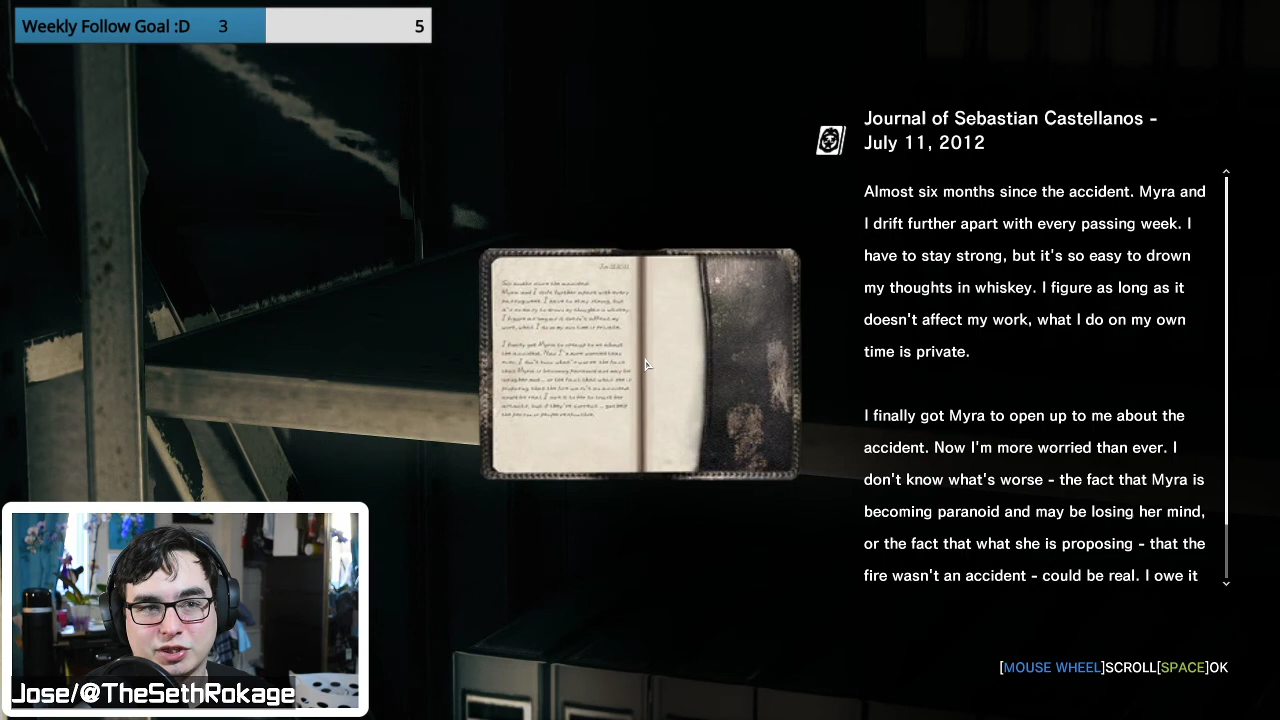 Weekly Follow Goal :D 3 5
Journal of Sebastian Castellanos -
July 11, 2012
Almost six months since the accident. Myra and
I drift further apart with every passing week. I
have to stay strong, but it's so easy to drown
my thoughts in whiskey. I figure as long as it
doesn't affect my work, what I do on my own
time is private.
I finally got Myra to open up to me about the
accident. Now I'm more worried than ever. I
don't know what's worse - the fact that Myra is
becoming paranoid and may be losing her mind,
or the fact that what she is proposing - that the
fire wasn't an accident - could be real. I owe it
[MOUSE WHEEL]SCROLL[SPACE]OK
Jose/@TheSethRokage